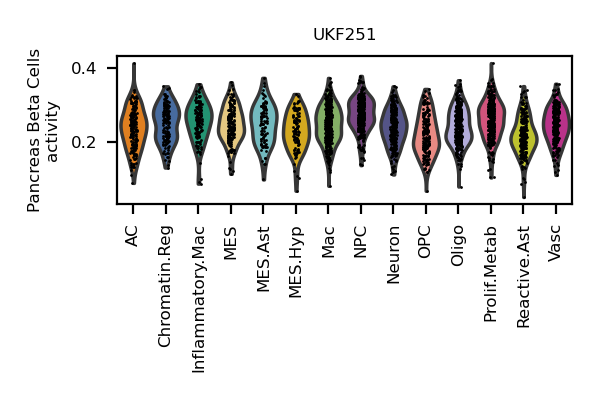 UKF251
Pancreas Beta Cells
activity
0.4
0.2
AC
Chromatin.Reg
Inflammatory.Mac
MES
MES.Ast
MES.Hyp
Mac
NPC
Neuron
OPC
Oligo
Prolif.Metab
Reactive.Ast
Vasc